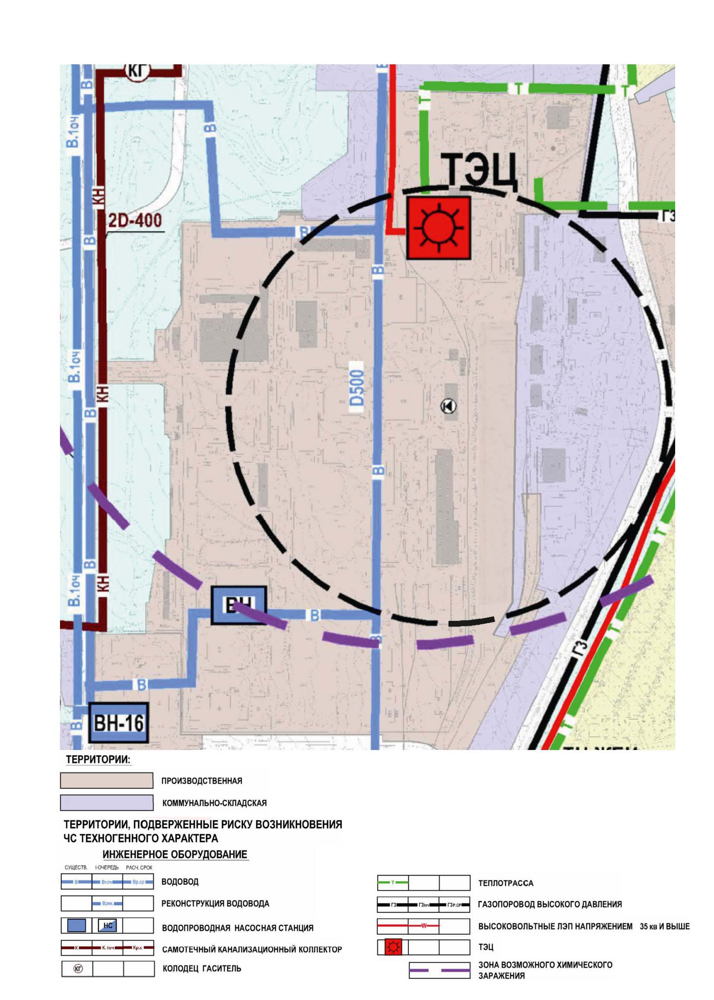 КГ
В
В
В
Т
Т
Т
В.1оч
В
ТЭЦ
КН
2D-400
ГЗ
В
В
В
В.1оч
D500
КН
В
В
В
Т
В
В.1оч
КН
ВН
В
Т
В
ГЗ
В
Т
В
ВН-16
ТЕРРИТОРИИ:
ПРОИЗВОДСТВЕННАЯ
КОММУНАЛЬНО-СКЛАДСКАЯ
ТЕРРИТОРИИ, ПОДВЕРЖЕННЫЕ РИСКУ ВОЗНИКНОВЕНИЯ
ЧС ТЕХНОГЕННОГО ХАРАКТЕРА
ИНЖЕНЕРНОЕ ОБОРУДОВАНИЕ
СУЩЕСТВ. I-ОЧЕРЕДЬ РАСЧ. СРОК
В В1оч Вр.ср ВОДОВОД
Врек. РЕКОНСТРУКЦИЯ ВОДОВОДА
НС ВОДОПРОВОДНАЯ НАСОСНАЯ СТАНЦИЯ
К К.1оч Кр.с САМОТЕЧНЫЙ КАНАЛИЗАЦИОННЫЙ КОЛЛЕКТОР
КГ КОЛОДЕЦ ГАСИТЕЛЬ
Т ТЕПЛОТРАССА
ГЗ ГЗIоч ГЗР.СР ГАЗОПОРОВОД ВЫСОКОГО ДАВЛЕНИЯ
W ВЫСОКОВОЛЬТНЫЕ ЛЭП НАПРЯЖЕНИЕМ 35 кв И ВЫШЕ
ТЭЦ
ЗОНА ВОЗМОЖНОГО ХИМИЧЕСКОГО
ЗАРАЖЕНИЯ